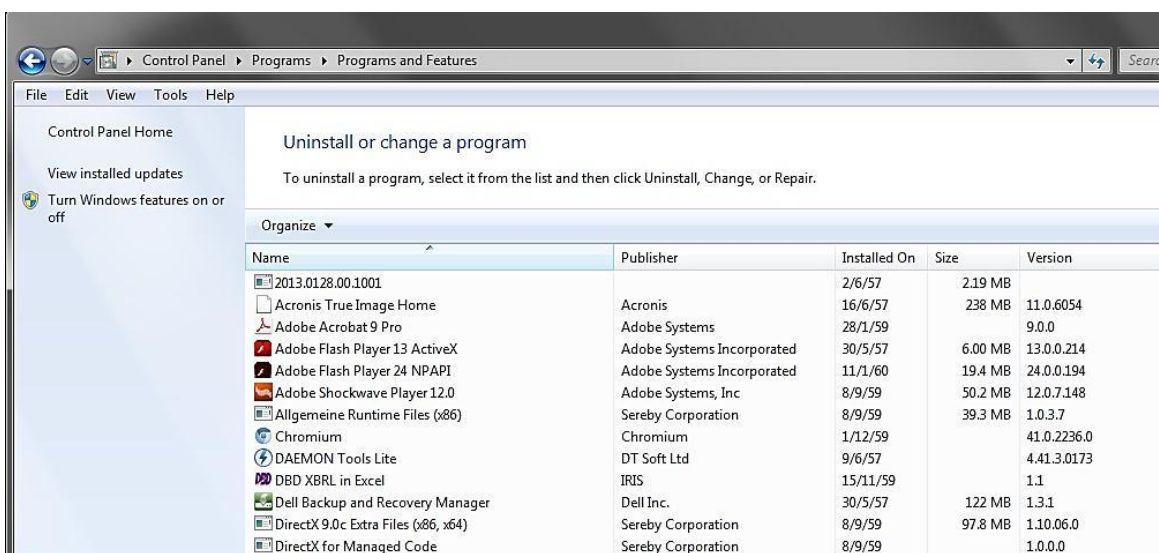 Control Panel Programs Programs and Features Searc
File Edit View Tools Help
Control Panel Home
View installed updates
Turn Windows features on or
off
Uninstall or change a program
To uninstall a program, select it from the list and then click Uninstall, Change, or Repair.
Organize
Name Publisher Installed On Size Version
2013.0128.00.1001 2/6/57 2.19 MB
Acronis True Image Home Acronis 16/6/57 238 MB 11.0.6054
Adobe Acrobat 9 Pro Adobe Systems 28/1/59 9.0.0
Adobe Flash Player 13 ActiveX Adobe Systems Incorporated 30/5/57 6.00 MB 13.0.0.214
Adobe Flash Player 24 NPAPI Adobe Systems Incorporated 11/1/60 19.4 MB 24.0.0.194
Adobe Shockwave Player 12.0 Adobe Systems, Inc 8/9/59 50.2 MB 12.0.7.148
Allgemeine Runtime Files (x86) Sereby Corporation 8/9/59 39.3 MB 1.0.3.7
Chromium Chromium 1/12/59 41.0.2236.0
DAEMON Tools Lite DT Soft Ltd 9/6/57 4.41.3.0173
DBD XBRL in Excel IRIS 15/11/59 1.1
Dell Backup and Recovery Manager Dell Inc. 30/5/57 122 MB 1.3.1
DirectX 9.0c Extra Files (x86, x64) Sereby Corporation 8/9/59 97.8 MB 1.10.06.0
DirectX for Managed Code Sereby Corporation 8/9/59 1.0.0.0